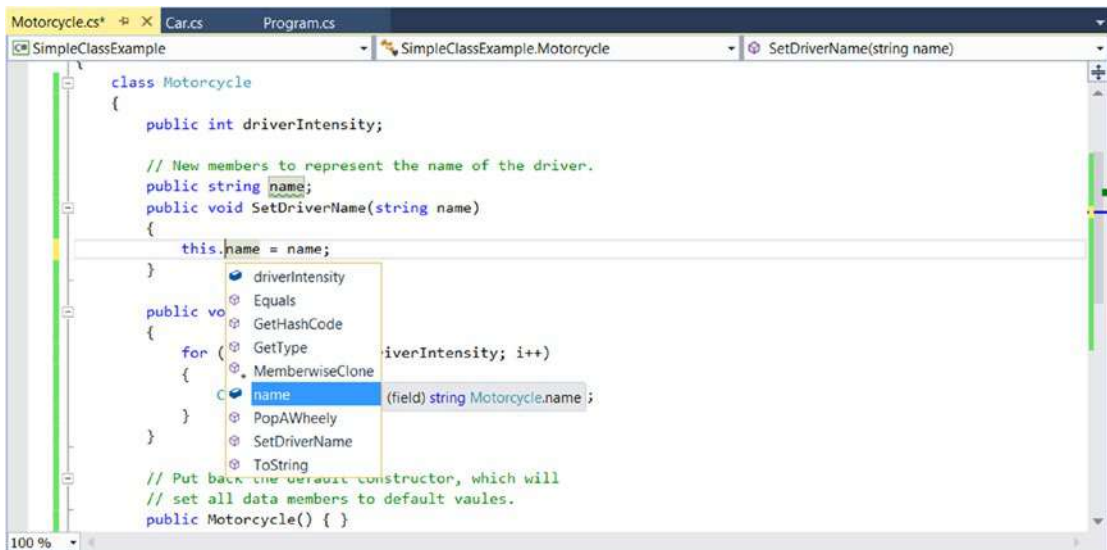 Motorcycle.cs* Car.cs Program.cs
SimpleClassExample SimpleClassExample.Motorcycle SetDriverName(string name)
{
class Motorcycle
{
public int driverIntensity;
// New members to represent the name of the driver.
public string name;
public void SetDriverName(string name)
{
this.name = name;
}
driverIntensity
Equals
public vo
GetHashCode
{
for ( GetType iverIntensity; i++)
{ MemberwiseClone
C name (field) string Motorcycle.name ;
} PopAWheely
} SetDriverName
ToString
// Put back the default constructor, which will
// set all data members to default vaules.
public Motorcycle() { }
100 %